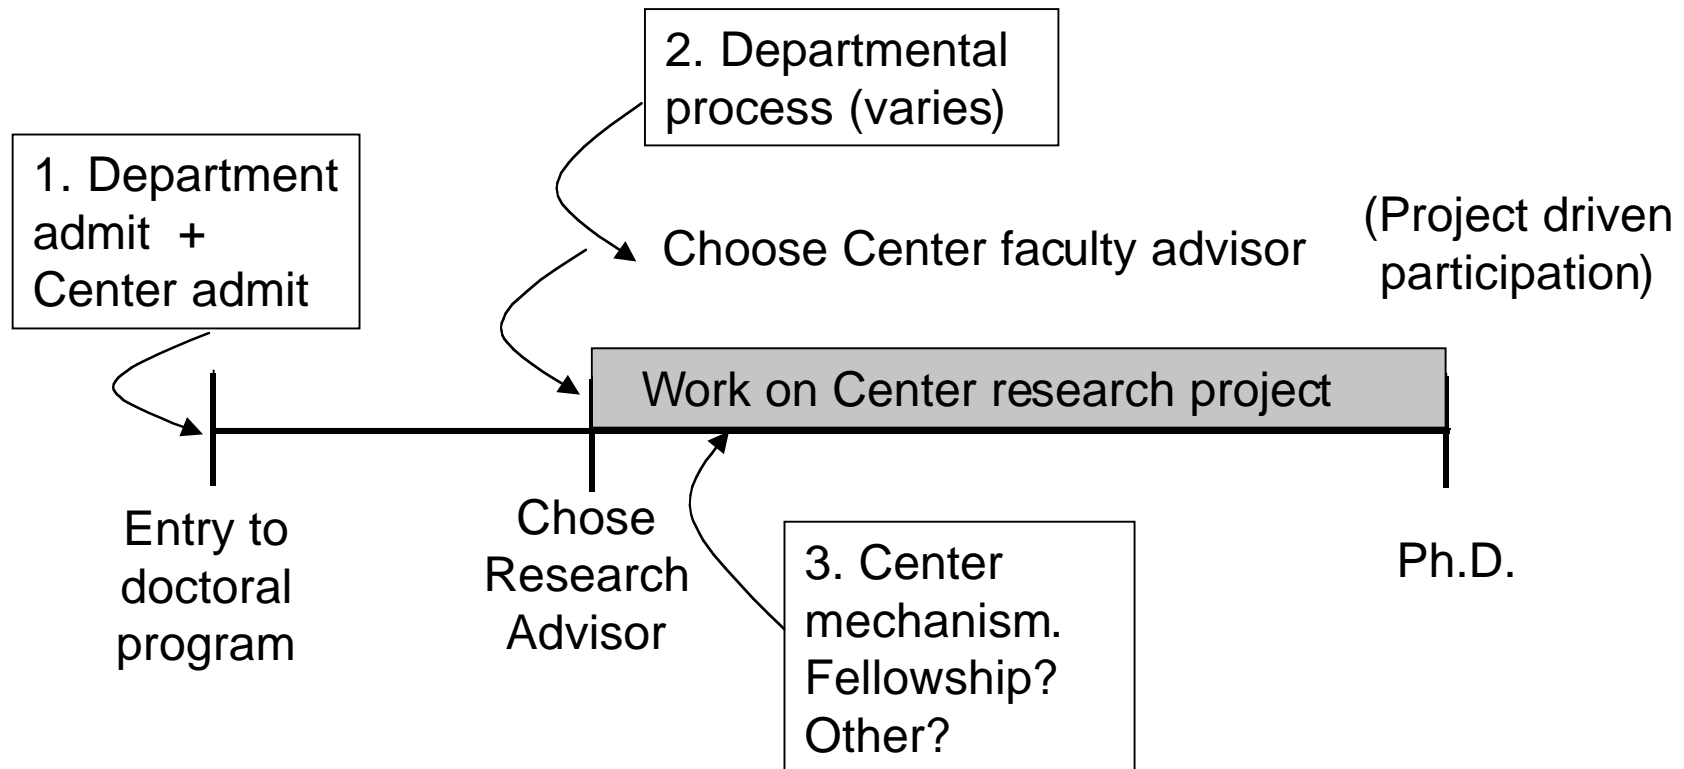 2. Departmental
process (varies)
1. Department
admit +
Center admit
Choose Center faculty advisor
(Project driven
participation)
Work on Center research project
Entry to
doctoral
program
Chose
Research
Advisor
3. Center
mechanism.
Fellowship?
Other?
Ph.D.